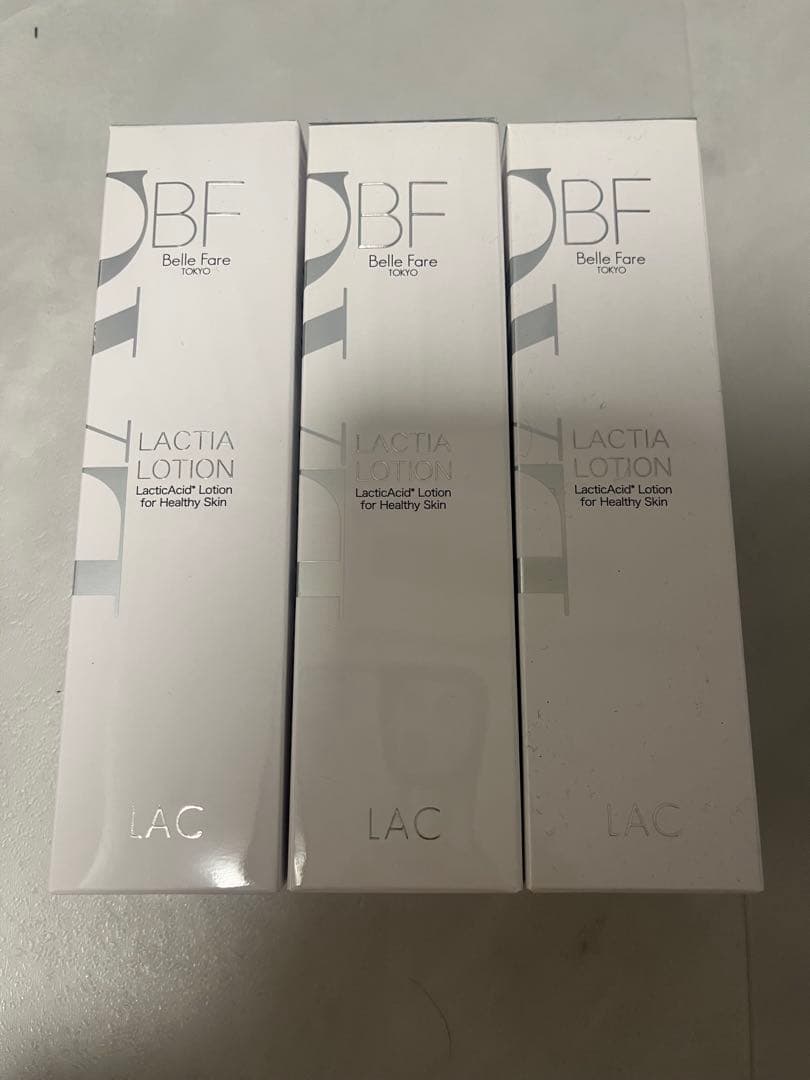 BF
Belle Fare
TOKYO
LACTIA
LOTION
LacticAcid* Lotion
for Healthy Skin
LAC
BF
Belle Fare
TOKYO
LACTIA
LOTION
LacticAcid* Lotion
for Healthy Skin
LAC
BF
Belle Fare
TOKYO
LACTIA
LOTION
LacticAcid* Lotion
for Healthy Skin
LAC